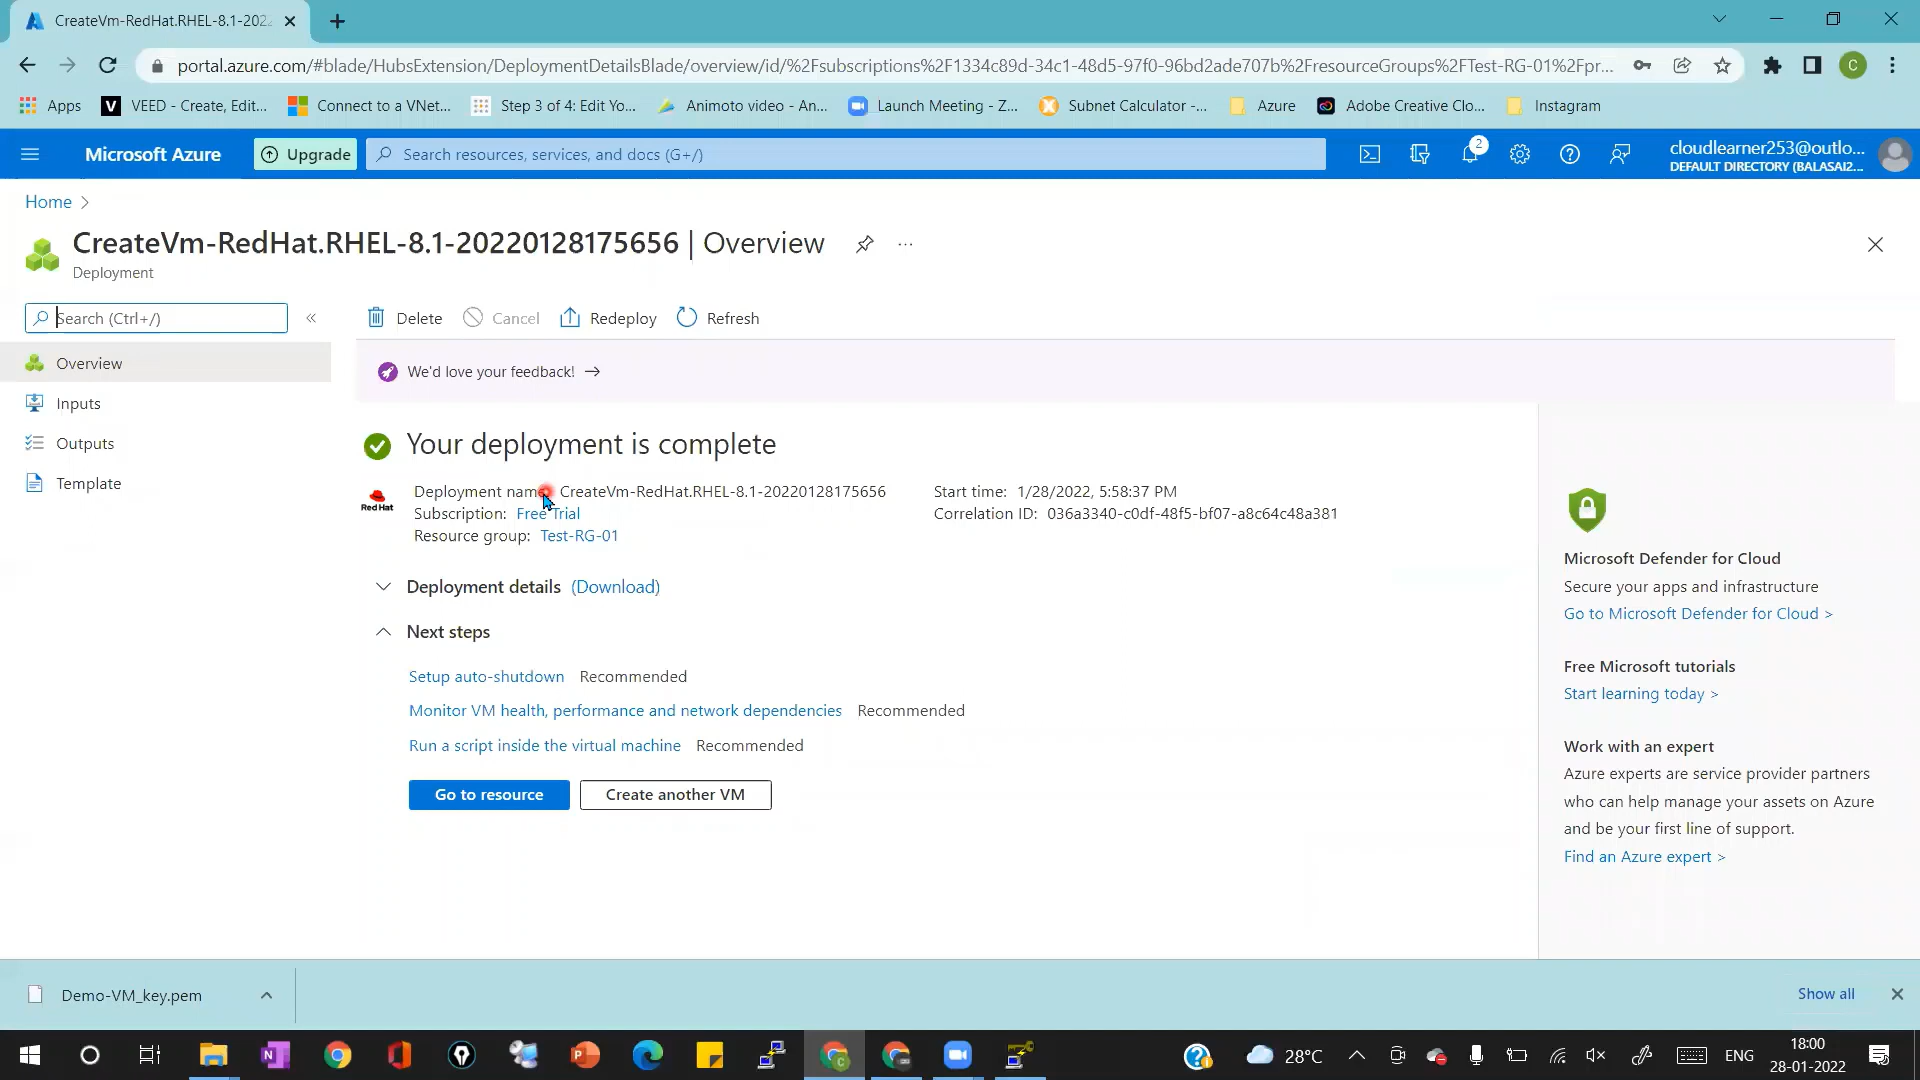 CreateVm-RedHat.RHEL-8.1-2022
portal.azure.com/#blade/HubsExtension/DeploymentDetailsBlade/overview/id/%2Fsubscriptions%2F1334c89d-34c1-48d5-97f0-96bd2ade707b%2FresourceGroups%2FTest-RG-01%2Fpr...
C
Apps
V VEED - Create, Edit...
Connect to a VNet...
Step 3 of 4: Edit Yo...
Animoto video - An...
Launch Meeting - Z...
Subnet Calculator -...
Azure
Adobe Creative Clo...
Instagram
Microsoft Azure
Upgrade
Search resources, services, and docs (G+/)
2
cloudlearner253@outlo...
DEFAULT DIRECTORY (BALASAI2...
Home
CreateVm-RedHat.RHEL-8.1-20220128175656 | Overview
Deployment
Search (Ctrl+/)
Overview
Inputs
Outputs
Template
Delete
Cancel
Redeploy
Refresh
We'd love your feedback!
Your deployment is complete
Red Hat
Deployment name: CreateVm-RedHat.RHEL-8.1-20220128175656
Subscription: Free Trial
Resource group: Test-RG-01
Start time: 1/28/2022, 5:58:37 PM
Correlation ID: 036a3340-c0df-48f5-bf07-a8c64c48a381
Deployment details (Download)
Next steps
Setup auto-shutdown Recommended
Monitor VM health, performance and network dependencies Recommended
Run a script inside the virtual machine Recommended
Go to resource
Create another VM
Microsoft Defender for Cloud
Secure your apps and infrastructure
Go to Microsoft Defender for Cloud >
Free Microsoft tutorials
Start learning today >
Work with an expert
Azure experts are service provider partners
who can help manage your assets on Azure
and be your first line of support.
Find an Azure expert >
Demo-VM_key.pem
Show all
28°C
ENG
18:00
28-01-2022